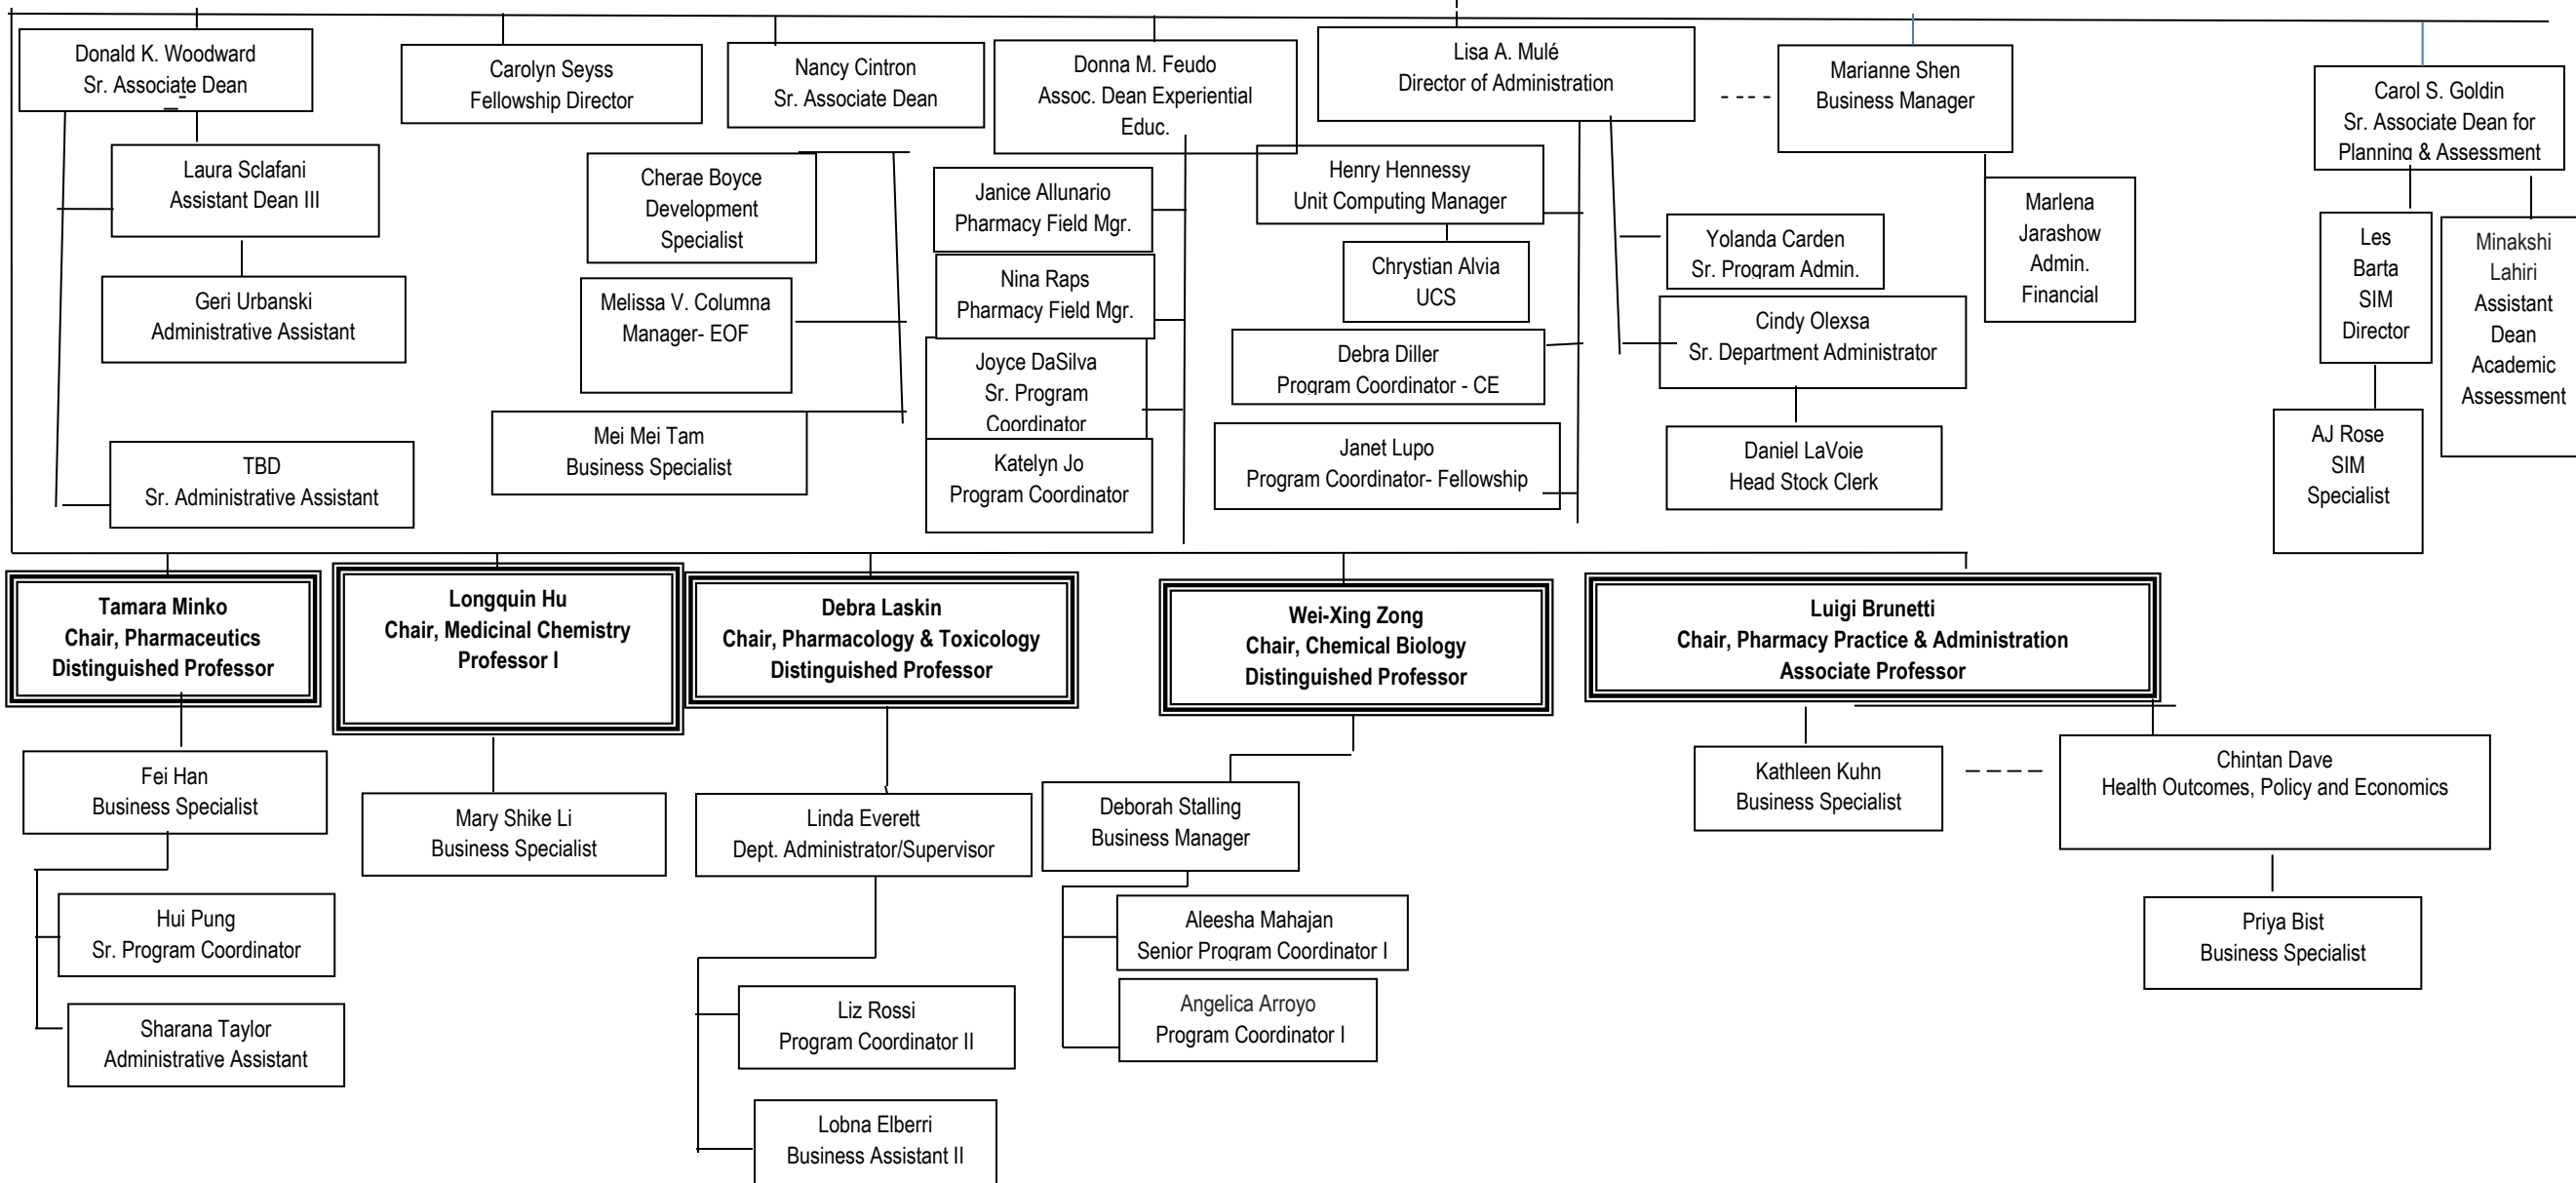 Donald K. Woodward
Sr. Associate Dean
Carolyn Seyss
Fellowship Director
Nancy Cintron
Sr. Associate Dean
Donna M. Feudo
Assoc. Dean Experiential
Educ.
Lisa A. Mulé
Director of Administration
Marianne Shen
Business Manager
Carol S. Goldin
Sr. Associate Dean for
Planning & Assessment
Laura Sclafani
Assistant Dean III
Geri Urbanski
Administrative Assistant
TBD
Sr. Administrative Assistant
Cherae Boyce
Development
Specialist
Melissa V. Columna
Manager- EOF
Mei Mei Tam
Business Specialist
Janice Allunario
Pharmacy Field Mgr.
Nina Raps
Pharmacy Field Mgr.
Joyce DaSilva
Sr. Program
Coordinator
Katelyn Jo
Program Coordinator
Henry Hennessy
Unit Computing Manager
Chrystian Alvia
UCS
Debra Diller
Program Coordinator - CE
Janet Lupo
Program Coordinator- Fellowship
Yolanda Carden
Sr. Program Admin.
Cindy Olexsa
Sr. Department Administrator
Daniel LaVoie
Head Stock Clerk
Marlena
Jarashow
Admin.
Financial
Les
Barta
SIM
Director
AJ Rose
SIM
Specialist
Minakshi
Lahiri
Assistant
Dean
Academic
Assessment
Tamara Minko
Chair, Pharmaceutics
Distinguished Professor
Longquin Hu
Chair, Medicinal Chemistry
Professor I
Debra Laskin
Chair, Pharmacology & Toxicology
Distinguished Professor
Wei-Xing Zong
Chair, Chemical Biology
Distinguished Professor
Luigi Brunetti
Chair, Pharmacy Practice & Administration
Associate Professor
Fei Han
Business Specialist
Hui Pung
Sr. Program Coordinator
Sharana Taylor
Administrative Assistant
Mary Shike Li
Business Specialist
Linda Everett
Dept. Administrator/Supervisor
Liz Rossi
Program Coordinator II
Lobna Elberri
Business Assistant II
Deborah Stalling
Business Manager
Aleesha Mahajan
Senior Program Coordinator I
Angelica Arroyo
Program Coordinator I
Kathleen Kuhn
Business Specialist
Chintan Dave
Health Outcomes, Policy and Economics
Priya Bist
Business Specialist